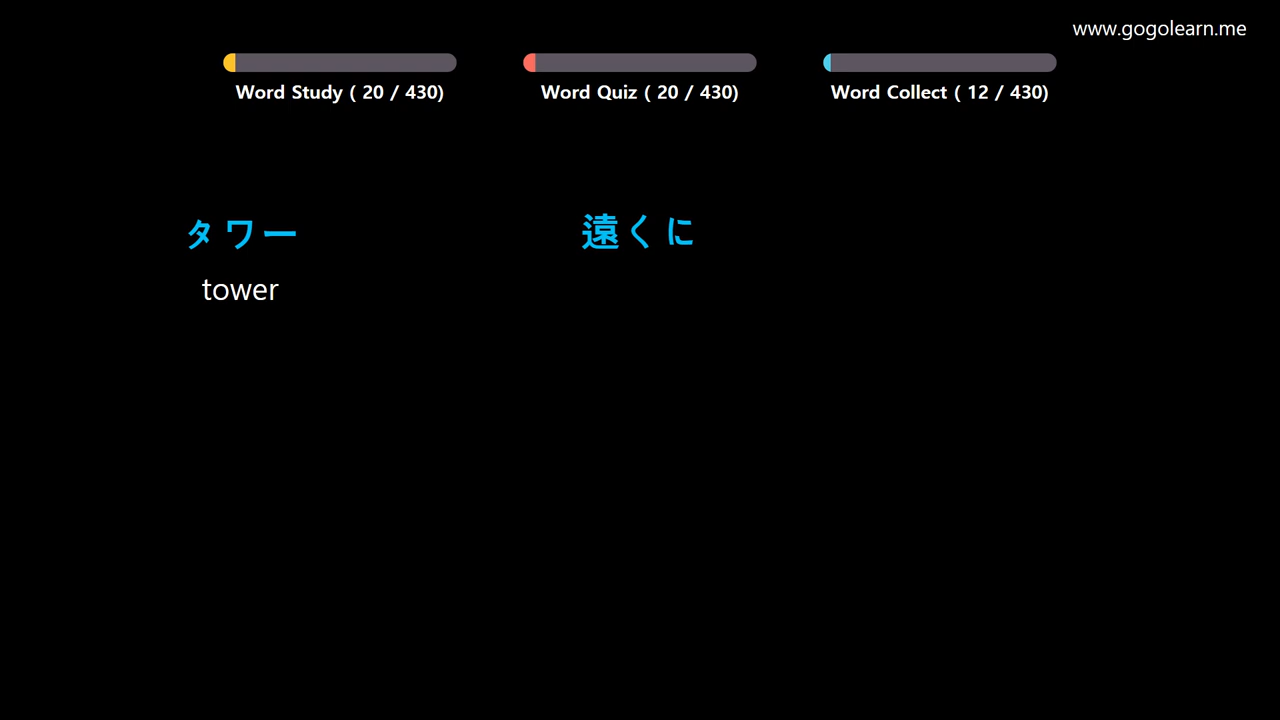 www.gogolearn.me
Word Study ( 20 / 430)
Word Quiz ( 20 / 430)
Word Collect ( 12 / 430)
タワー
遠くに
tower